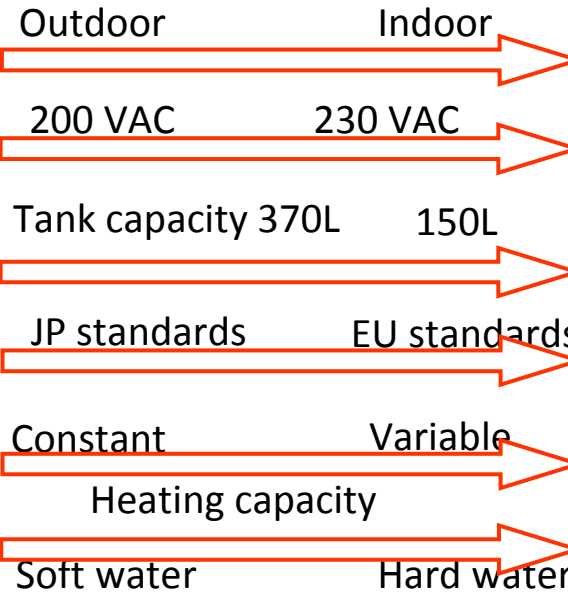 Outdoor Indoor
200 VAC 230 VAC
Tank capacity 370L 150L
JP standards EU standards
Constant Variable
Heating capacity
Soft water Hard water